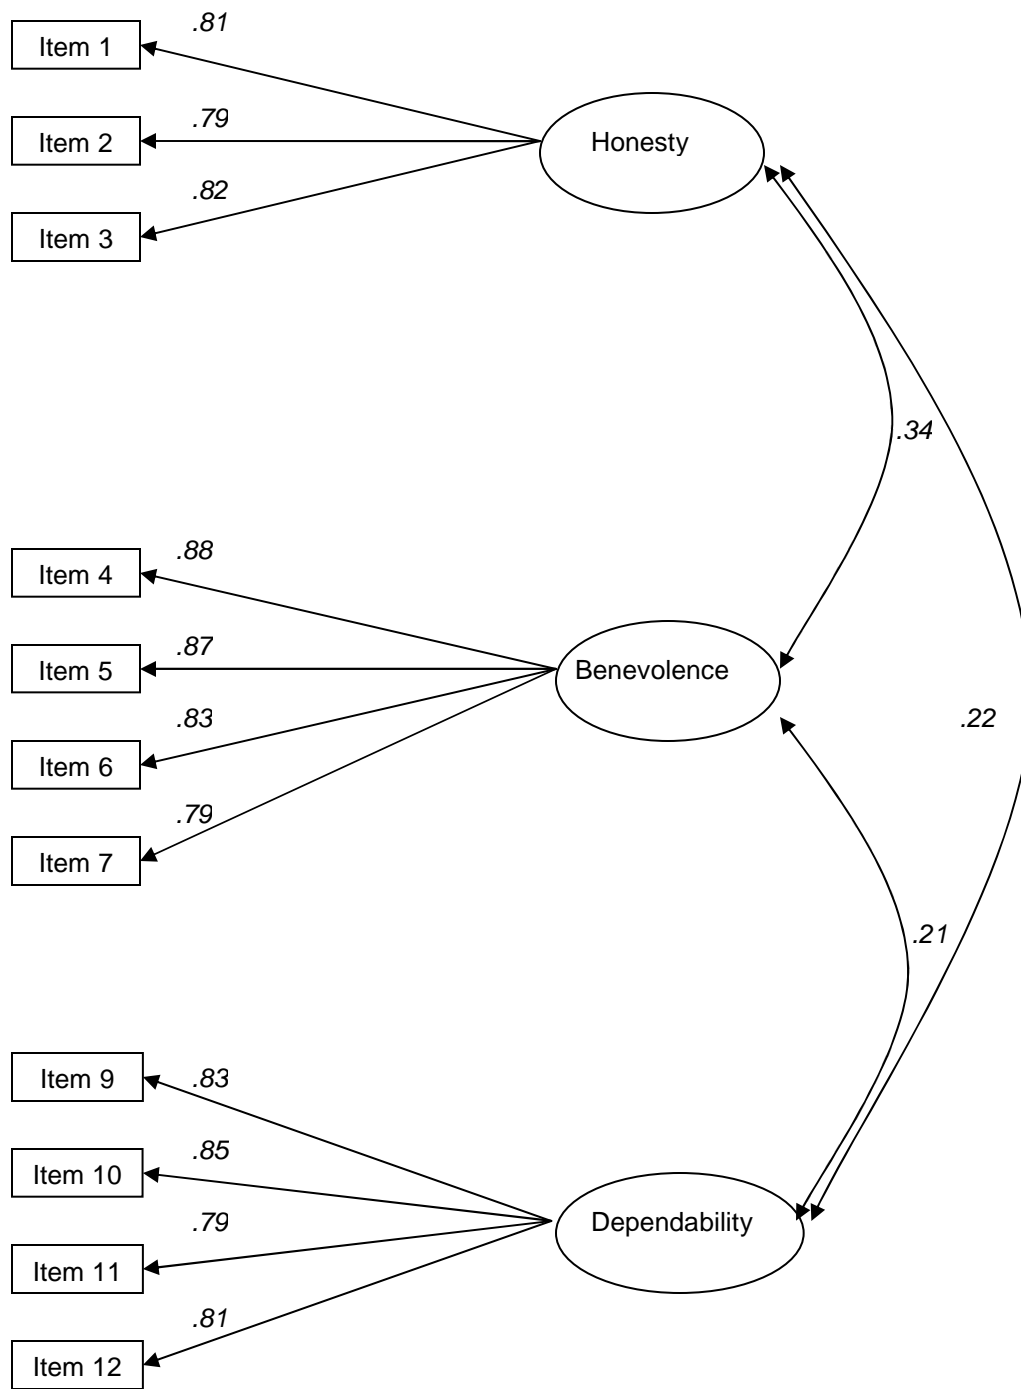 .81
Item 1
.79
Item 2
Honesty
.82
Item 3
.34
.88
Item 4
.87
Item 5
Benevolence
.83
.22
Item 6
.79
Item 7
.21
Item 9
.83
.85
Item 10
.79
Dependability
Item 11
.81
Item 12